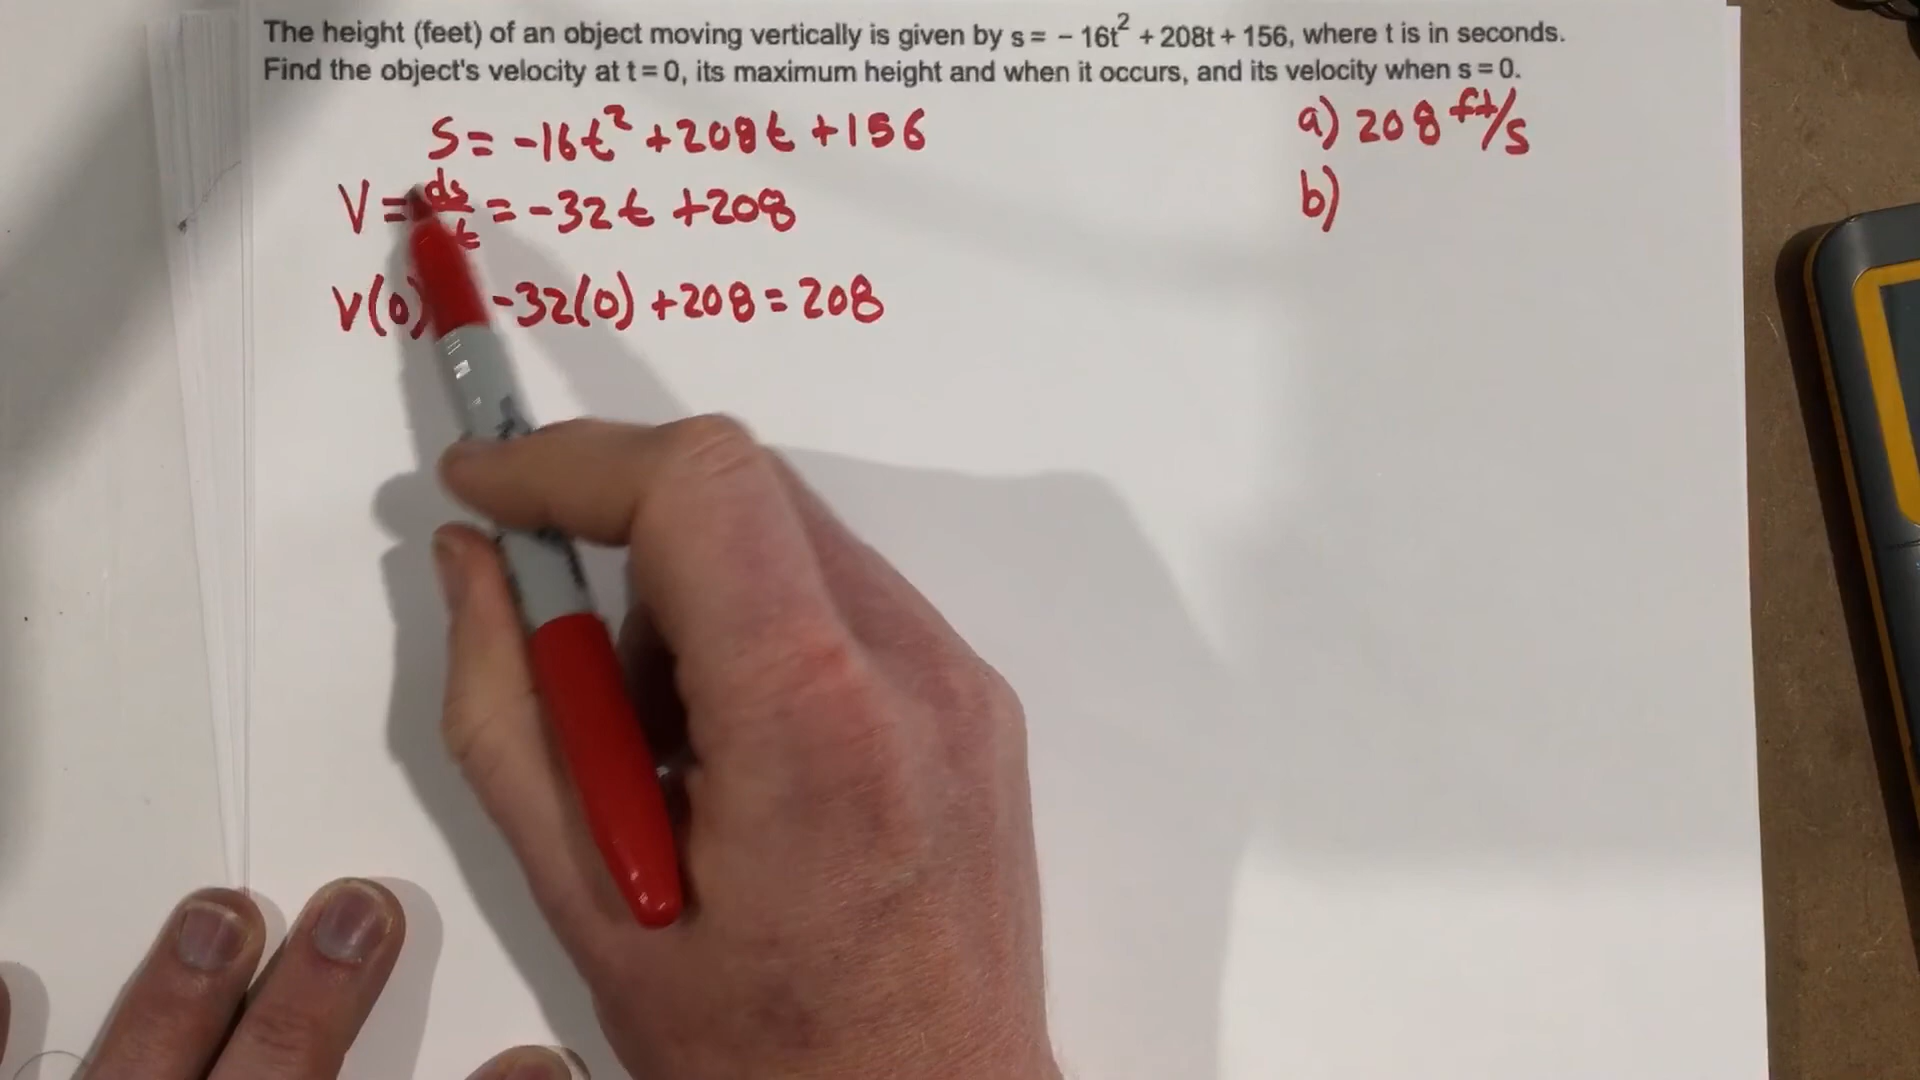 The height (feet) of an object moving vertically is given by s = − 16t² + 208t + 156, where t is in seconds.
Find the object's velocity at t = 0, its maximum height and when it occurs, and its velocity when s = 0.
S = -16t² + 208t + 156
a) 208 ft/s
V = ds = -32t + 208
b)
V(0) -32(0) + 208 = 208